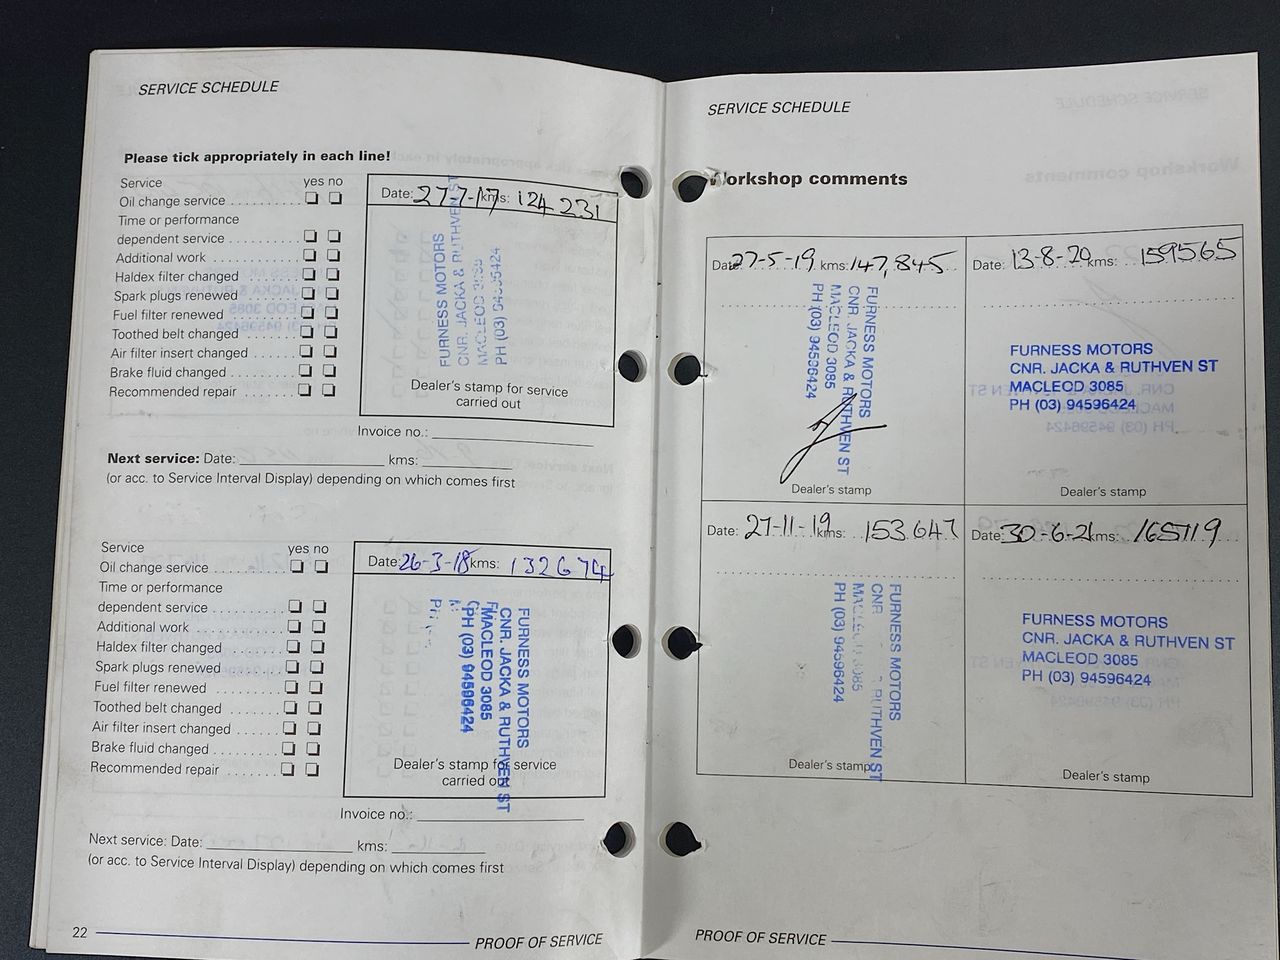 SERVICE SCHEDULE
Please tick appropriately in each line!
Service yes no
Oil change service
Time or performance
dependent service
Additional work
Haldex filter changed
Spark plugs renewed
Fuel filter renewed
Toothed belt changed
Air filter insert changed
Brake fluid changed
Recommended repair
Date: 27-7-17 kms: 124231
FURNESS MOTORS
CNR. JACKA & RUTHVEN ST
MACLEOD 3085
PH (03) 94596424
Dealer's stamp for service
carried out
Invoice no.:
Next service: Date: kms:
(or acc. to Service Interval Display) depending on which comes first
Service yes no
Oil change service
Time or performance
dependent service
Additional work
Haldex filter changed
Spark plugs renewed
Fuel filter renewed
Toothed belt changed
Air filter insert changed
Brake fluid changed
Recommended repair
Date: 26-3-18 kms: 132674
FURNESS MOTORS
CNR. JACKA & RUTHVEN ST
MACLEOD 3085
PH (03) 94596424
Dealer's stamp for service
carried out
Invoice no.:
Next service: Date: kms:
(or acc. to Service Interval Display) depending on which comes first
22
PROOF OF SERVICE
SERVICE SCHEDULE
Workshop comments
Date: 27-5-19 kms: 147,845
FURNESS MOTORS
CNR. JACKA & RUTHVEN ST
MACLEOD 3085
PH (03) 94596424
Dealer's stamp
Date: 13-8-20 kms: 159565
FURNESS MOTORS
CNR. JACKA & RUTHVEN ST
MACLEOD 3085
PH (03) 94596424
Dealer's stamp
Date: 27-11-19 kms: 153647
FURNESS MOTORS
CNR. RUTHVEN ST
MACLEOD 3085
PH (03) 94596424
Dealer's stamp
Date: 30-6-21 kms: 165719
FURNESS MOTORS
CNR. JACKA & RUTHVEN ST
MACLEOD 3085
PH (03) 94596424
Dealer's stamp
PROOF OF SERVICE